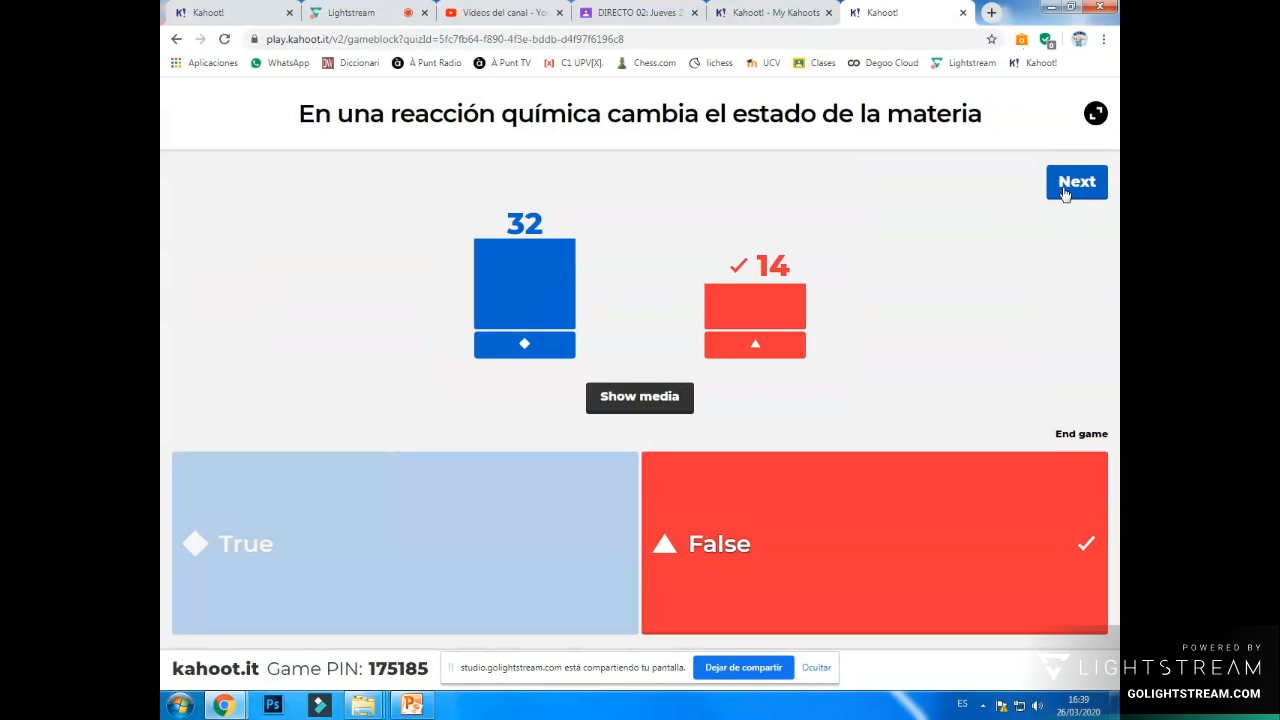 Kahoot!
Lightstream
Vídeos del canal - Yo
DIRECTO 02: Jueves 2
Kahoot! - My Kahoots
Kahoot!
play.kahoot.it/v2/gameblock?quizId=5fc7fb64-f890-4f3e-bddb-d4f97f6196c8
Aplicaciones
WhatsApp
Diccionari
À Punt Radio
À Punt TV
C1 UPV[X].
Chess.com
lichess
UCV
Clases
Degoo Cloud
Lightstream
Kahoot!
En una reacción química cambia el estado de la materia
Next
32
14
Show media
End game
True
False
kahoot.it Game PIN: 175185
studio.golightstream.com está compartiendo tu pantalla.
Dejar de compartir
Ocultar
POWERED BY
LIGHTSTREAM
GOLIGHTSTREAM.COM
ES
16:39
26/03/2020